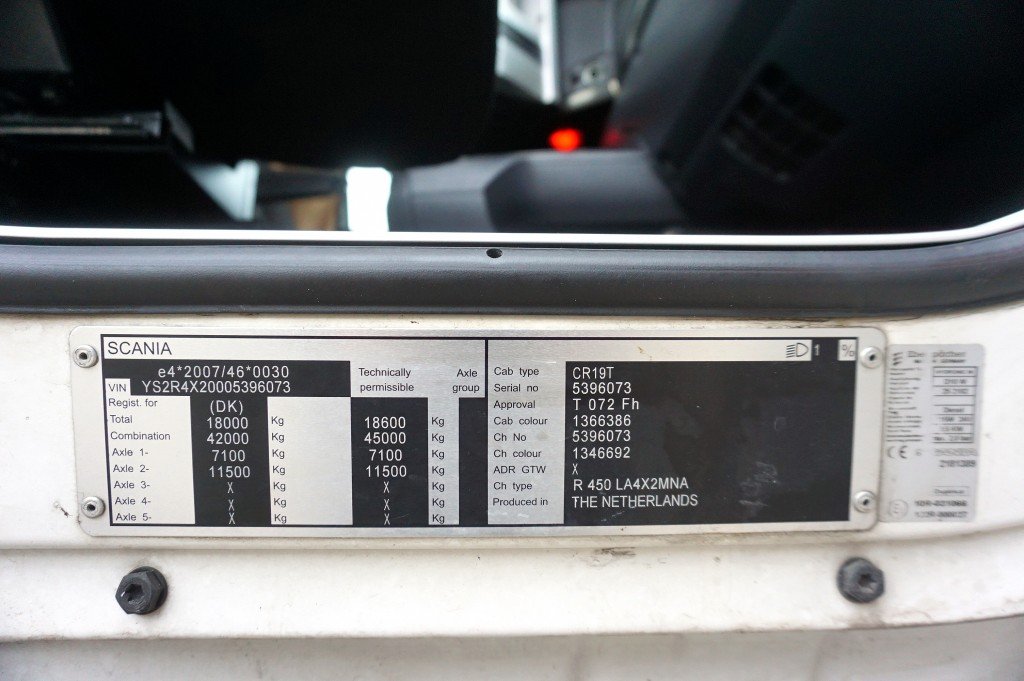 SCANIA 1 %
e4*2007/46*0030
VIN YS2R4X20005396073
Technically permissible
Axle group
Regist. for (DK)
Total 18000 Kg 18600 Kg
Combination 42000 Kg 45000 Kg
Axle 1- 7100 Kg 7100 Kg
Axle 2- 11500 Kg 11500 Kg
Axle 3- X Kg X Kg
Axle 4- X Kg X Kg
Axle 5- X Kg X Kg
Cab type CR19T
Serial no 5396073
Approval T 072 Fh
Cab colour 1366386
Ch No 5396073
Ch colour 1346692
ADR GTW X
Ch type R 450 LA4X2MNA
Produced in THE NETHERLANDS
Diesel
CE